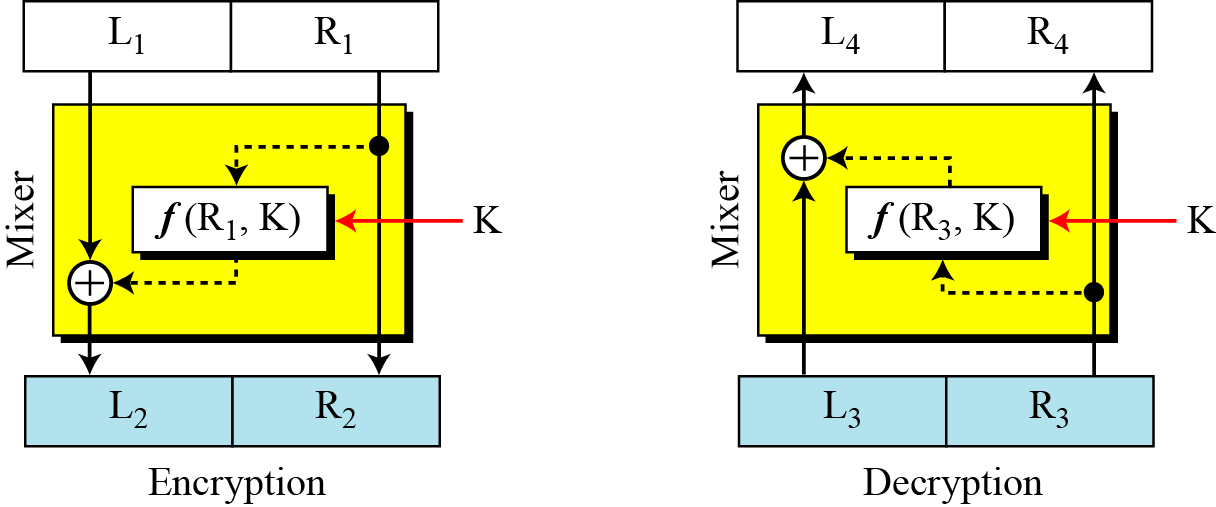 L₁ R₁
Mixer
f(R₁, K)
K
L₂ R₂
Encryption
L₄ R₄
Mixer
f(R₃, K)
K
L₃ R₃
Decryption